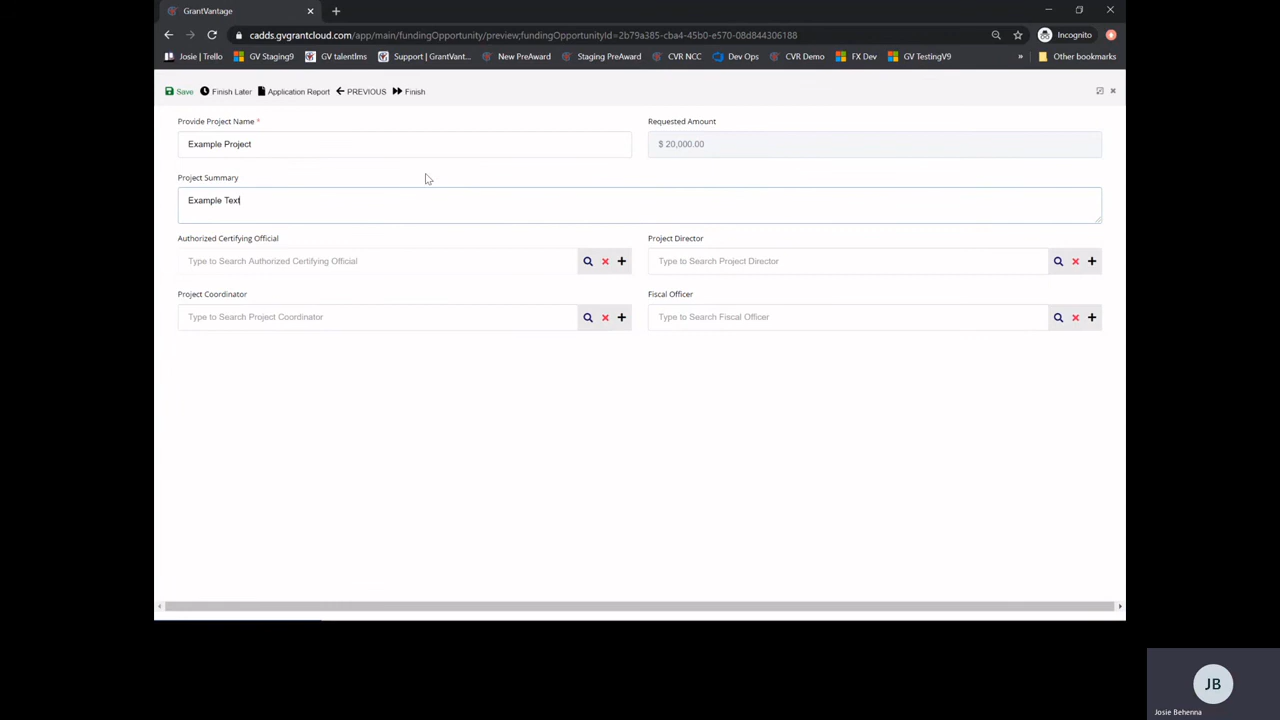 GrantVantage
cadds.gvgrantcloud.com/app/main/fundingOpportunity/preview;fundingOpportunityId=2b79a385-cba4-45b0-e570-08d844306188
Incognito
Josie | Trello GV Staging9 GV talentlms Support | GrantVant... New PreAward Staging PreAward CVR NCC Dev Ops CVR Demo FX Dev GV TestingV9 » Other bookmarks
Save Finish Later Application Report PREVIOUS Finish
Provide Project Name * Requested Amount
Example Project $ 20,000.00
Project Summary
Example Text
Authorized Certifying Official Project Director
Type to Search Authorized Certifying Official Type to Search Project Director
Project Coordinator Fiscal Officer
Type to Search Project Coordinator Type to Search Fiscal Officer
JB
Josie Behenna